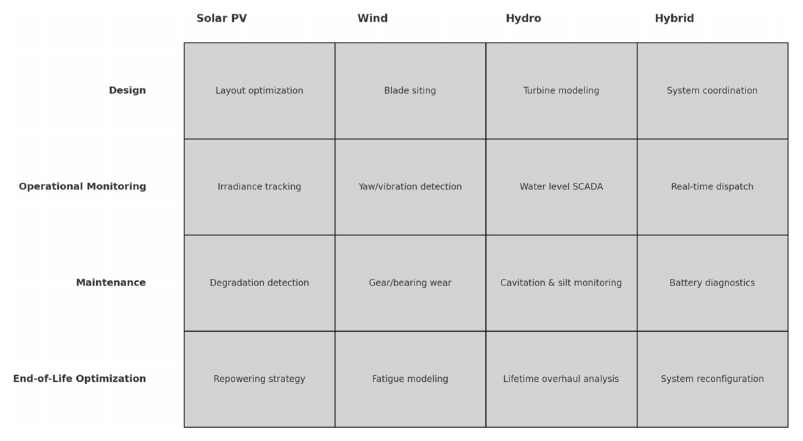 Solar PV Wind Hydro Hybrid
Design Layout optimization Blade siting Turbine modeling System coordination
Operational Monitoring Irradiance tracking Yaw/vibration detection Water level SCADA Real-time dispatch
Maintenance Degradation detection Gear/bearing wear Cavitation & silt monitoring Battery diagnostics
End-of-Life Optimization Repowering strategy Fatigue modeling Lifetime overhaul analysis System reconfiguration